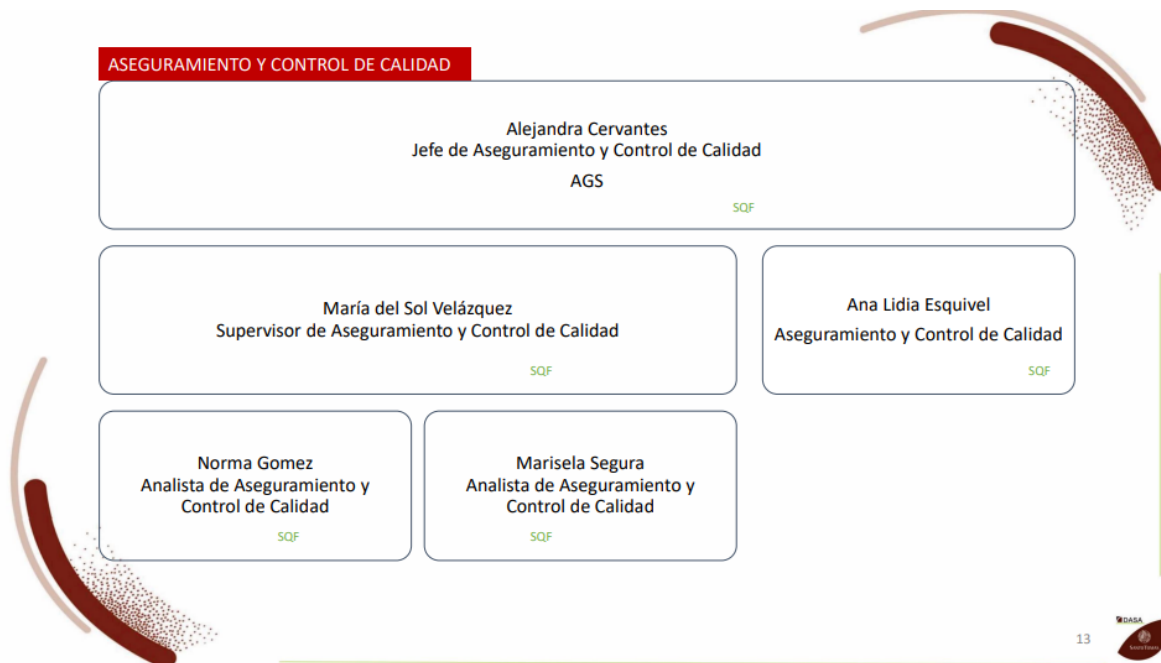 ASEGURAMIENTO Y CONTROL DE CALIDAD
Alejandra Cervantes
Jefe de Aseguramiento y Control de Calidad
AGS
SQF
María del Sol Velázquez
Supervisor de Aseguramiento y Control de Calidad
SQF
Ana Lidia Esquivel
Aseguramiento y Control de Calidad
SQF
Norma Gomez
Analista de Aseguramiento y
Control de Calidad
SQF
Marisela Segura
Analista de Aseguramiento y
Control de Calidad
SQF
13
DASA